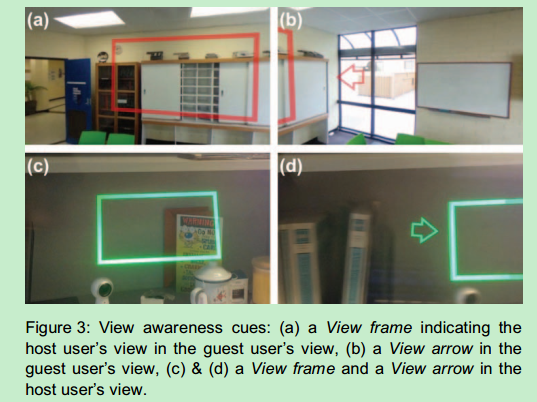 (a)
(b)
(c)
(d)
Figure 3: View awareness cues: (a) a View frame indicating the
host user's view in the guest user's view, (b) a View arrow in the
guest user's view, (c) & (d) a View frame and a View arrow in the
host user's view.